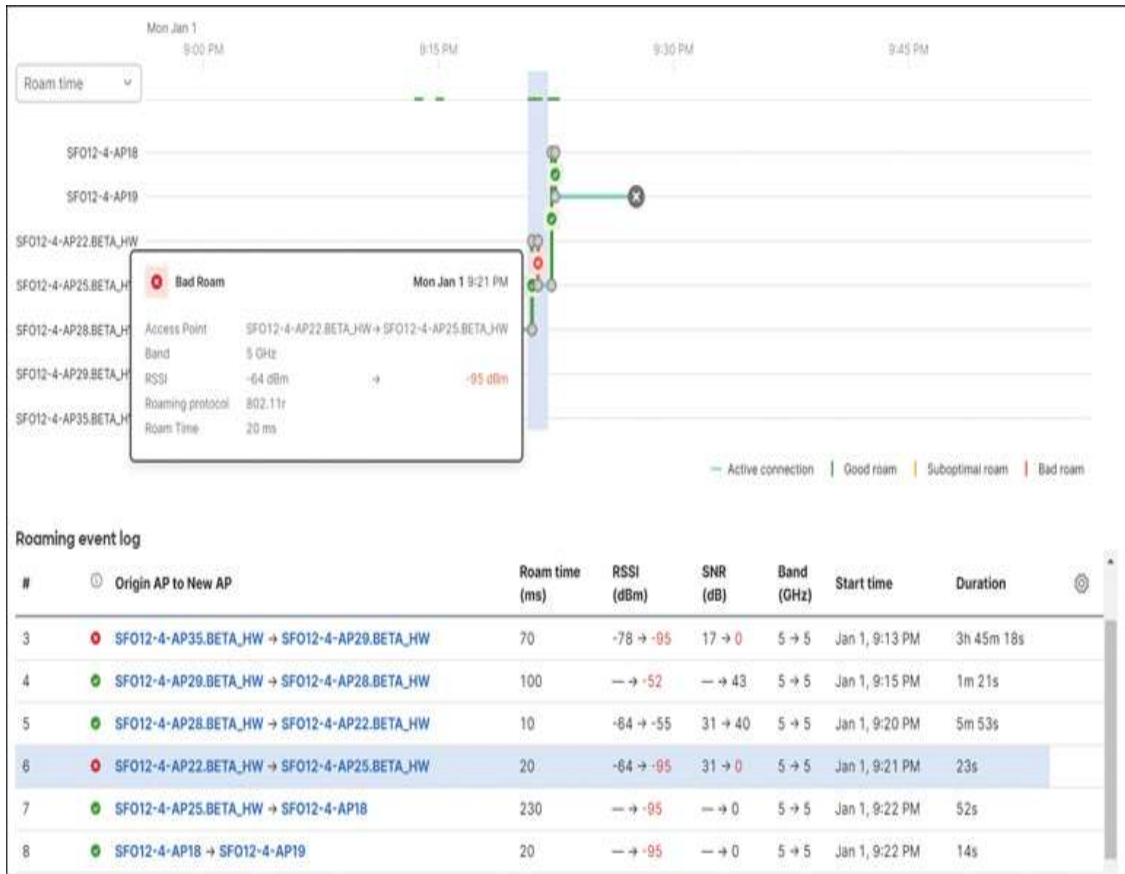 Mon Jan 1
9:00 PM 9:15 PM 9:30 PM 9:45 PM
Roam time
SFO12-4-AP18
SFO12-4-AP19
SFO12-4-AP22.BETA_HW
SFO12-4-AP25.BETA_H
SFO12-4-AP28.BETA_H
SFO12-4-AP29.BETA_H
SFO12-4-AP35.BETA_H
Bad Roam Mon Jan 1 9:21 PM
Access Point SFO12-4-AP22.BETA_HW → SFO12-4-AP25.BETA_HW
Band 5 GHz
RSSI -64 dBm → -95 dBm
Roaming protocol 802.11r
Roam Time 20 ms
Active connection Good roam Suboptimal roam Bad roam
Roaming event log
# Origin AP to New AP Roam time (ms) RSSI (dBm) SNR (dB) Band (GHz) Start time Duration
3 SFO12-4-AP35.BETA_HW → SFO12-4-AP29.BETA_HW 70 -78 → -95 17 → 0 5 → 5 Jan 1, 9:13 PM 3h 45m 18s
4 SFO12-4-AP29.BETA_HW → SFO12-4-AP28.BETA_HW 100 — → -52 — → 43 5 → 5 Jan 1, 9:15 PM 1m 21s
5 SFO12-4-AP28.BETA_HW → SFO12-4-AP22.BETA_HW 10 -64 → -55 31 → 40 5 → 5 Jan 1, 9:20 PM 5m 53s
6 SFO12-4-AP22.BETA_HW → SFO12-4-AP25.BETA_HW 20 -64 → -95 31 → 0 5 → 5 Jan 1, 9:21 PM 23s
7 SFO12-4-AP25.BETA_HW → SFO12-4-AP18 230 — → -95 — → 0 5 → 5 Jan 1, 9:22 PM 52s
8 SFO12-4-AP18 → SFO12-4-AP19 20 — → -95 — → 0 5 → 5 Jan 1, 9:22 PM 14s